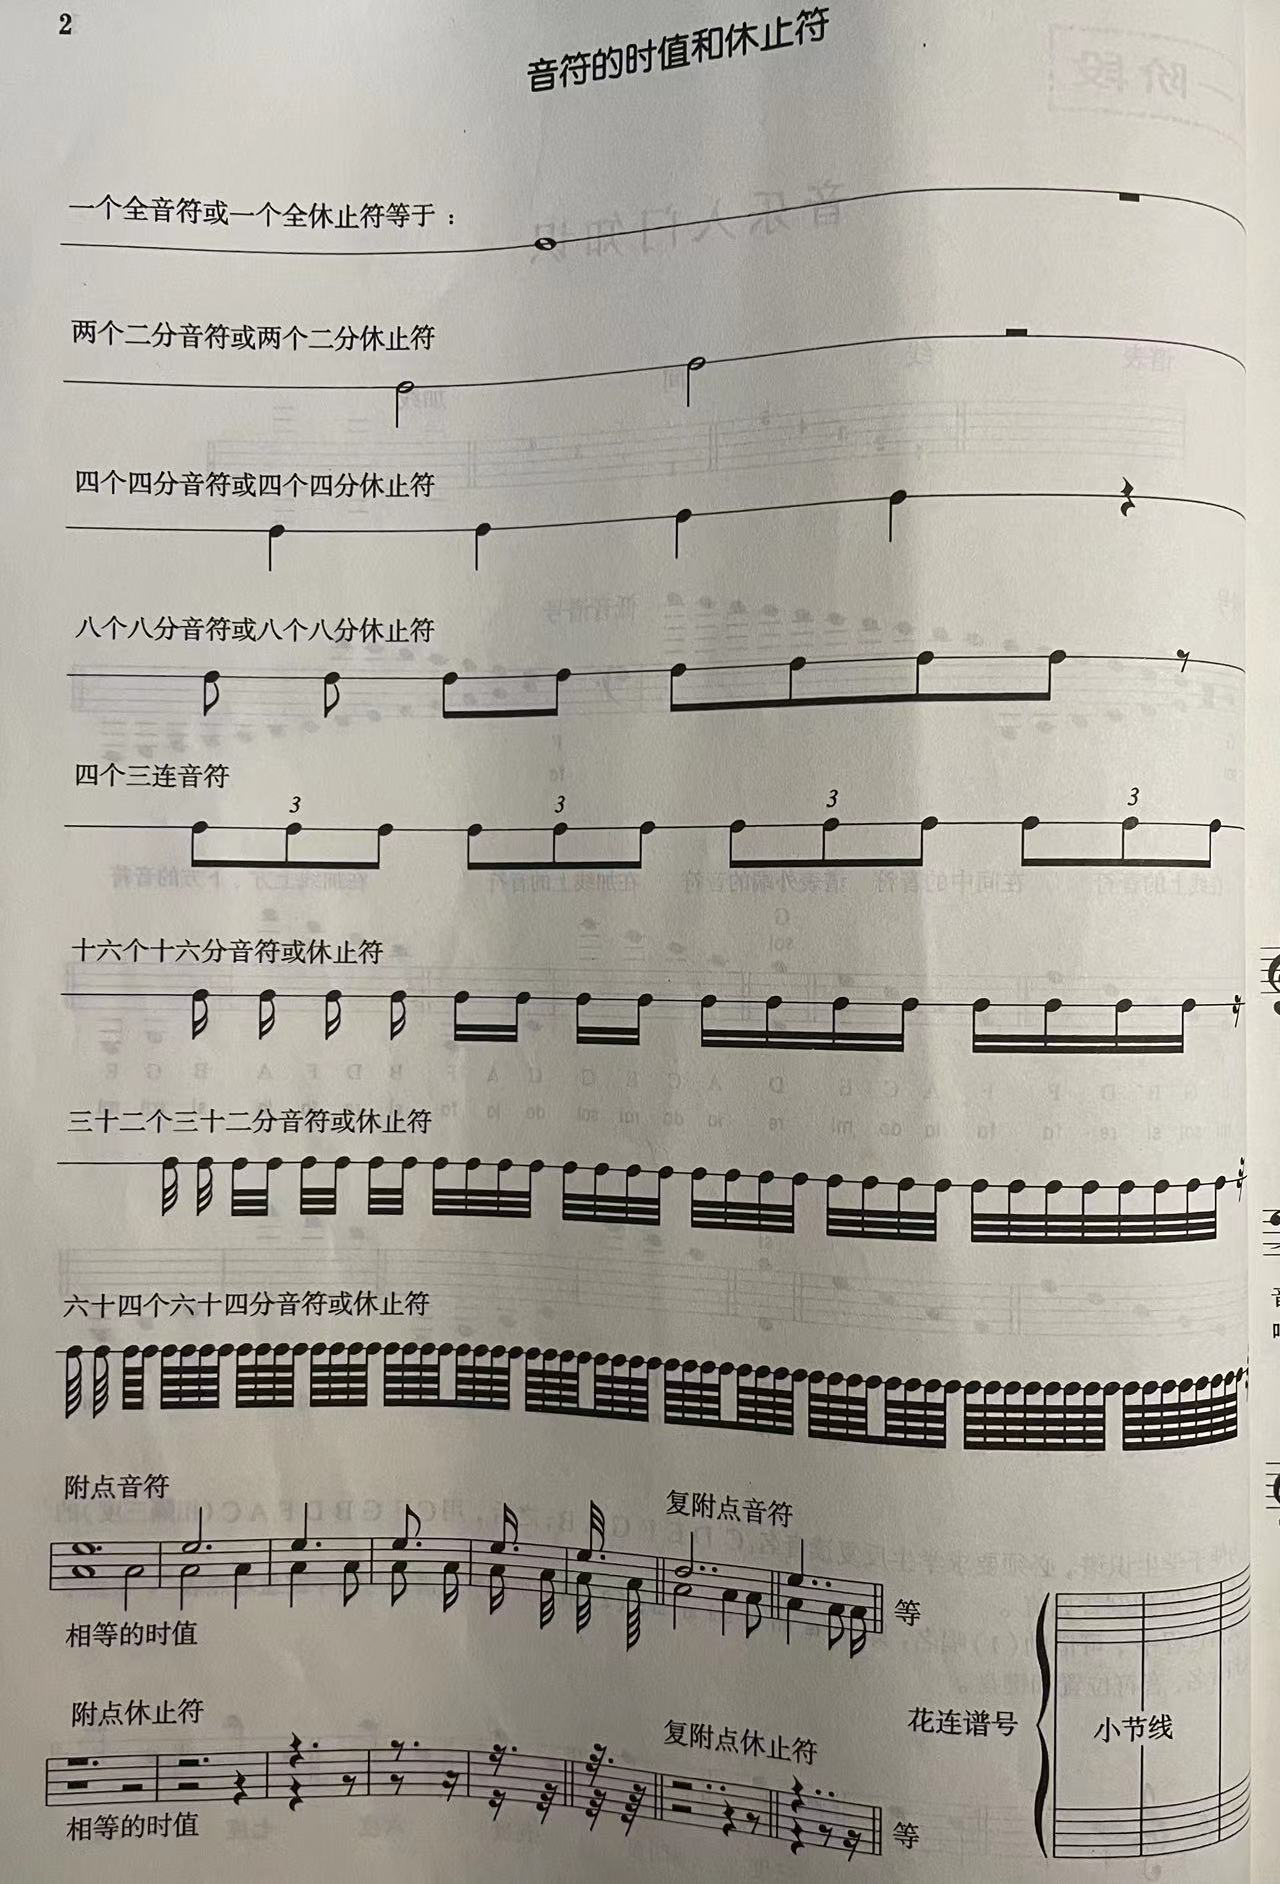 2
音符的时值和休止符
一个全音符或一个全休止符等于：
两个二分音符或两个二分休止符
四个四分音符或四个四分休止符
八个八分音符或八个八分休止符
四个三连音符
3 3 3 3
十六个十六分音符或休止符
三十二个三十二分音符或休止符
六十四个六十四分音符或休止符
附点音符
复附点音符
等
相等的时值
附点休止符
复附点休止符
等
相等的时值
花连谱号
小节线